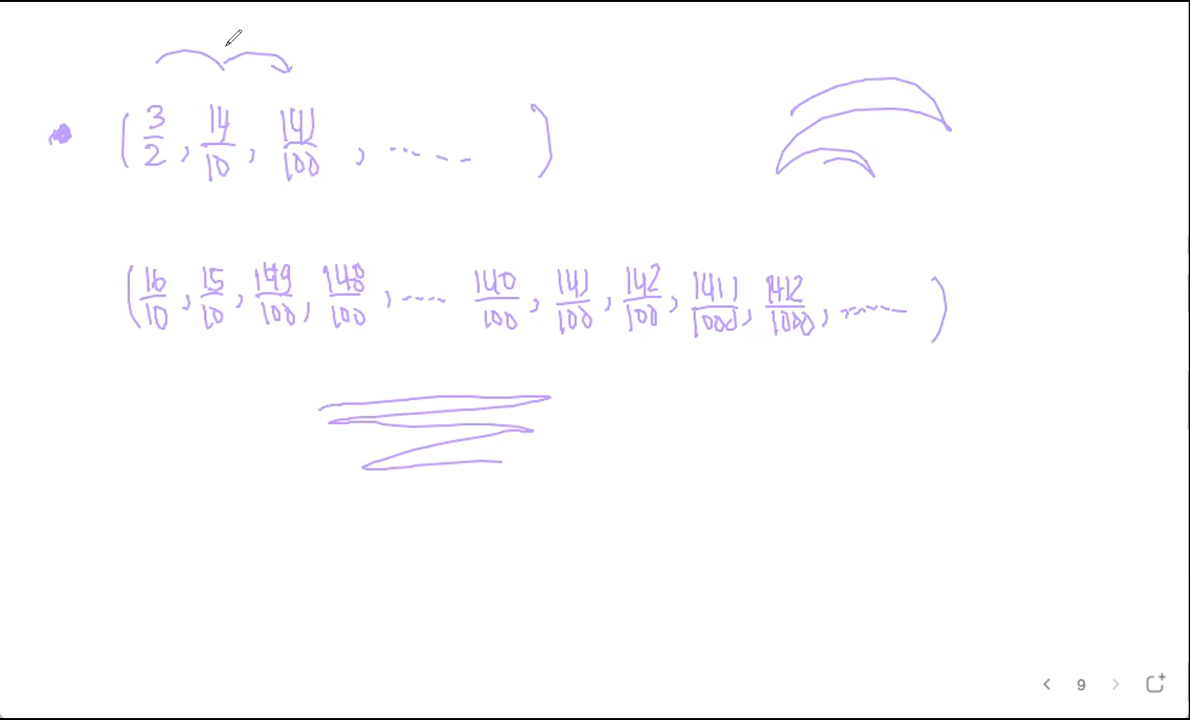 ( 3/2 , 14/10 , 141/100 , ..... )
( 16/10 , 15/10 , 149/100 , 148/100 , .... 140/100 , 141/100 , 142/100 , 1411/1000 , 1412/1000 , ..... )
< 9 >